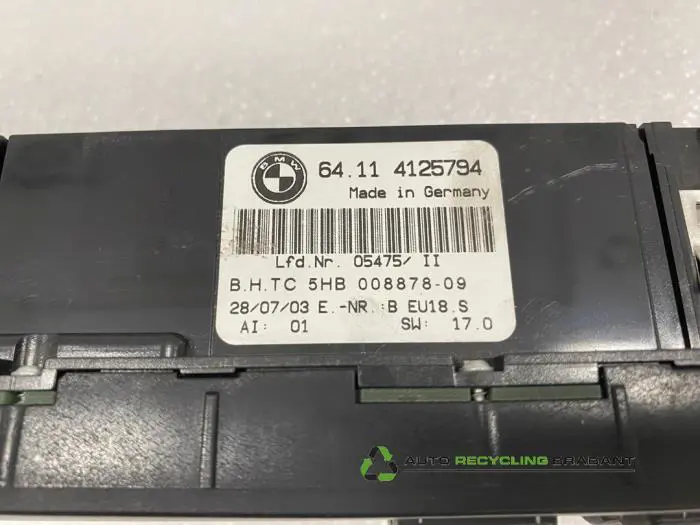 BMW
64.11 4125794
Made in Germany
Lfd.Nr. 05475/ II
B.H.TC 5HB 008878-09
28/07/03 E.-NR. :B EU18.S
AI: 01 SW: 17.0
AUTO RECYCLING BRABANT